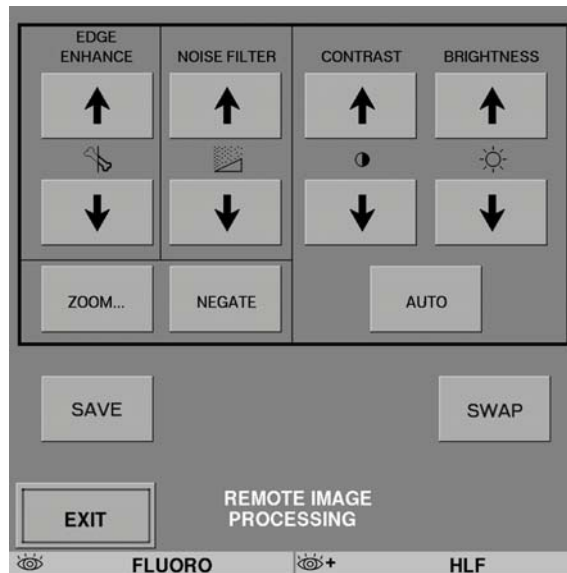 EDGE
ENHANCE
NOISE FILTER
CONTRAST
BRIGHTNESS
ZOOM...
NEGATE
AUTO
SAVE
SWAP
EXIT
REMOTE IMAGE
PROCESSING
FLUORO
+
HLF